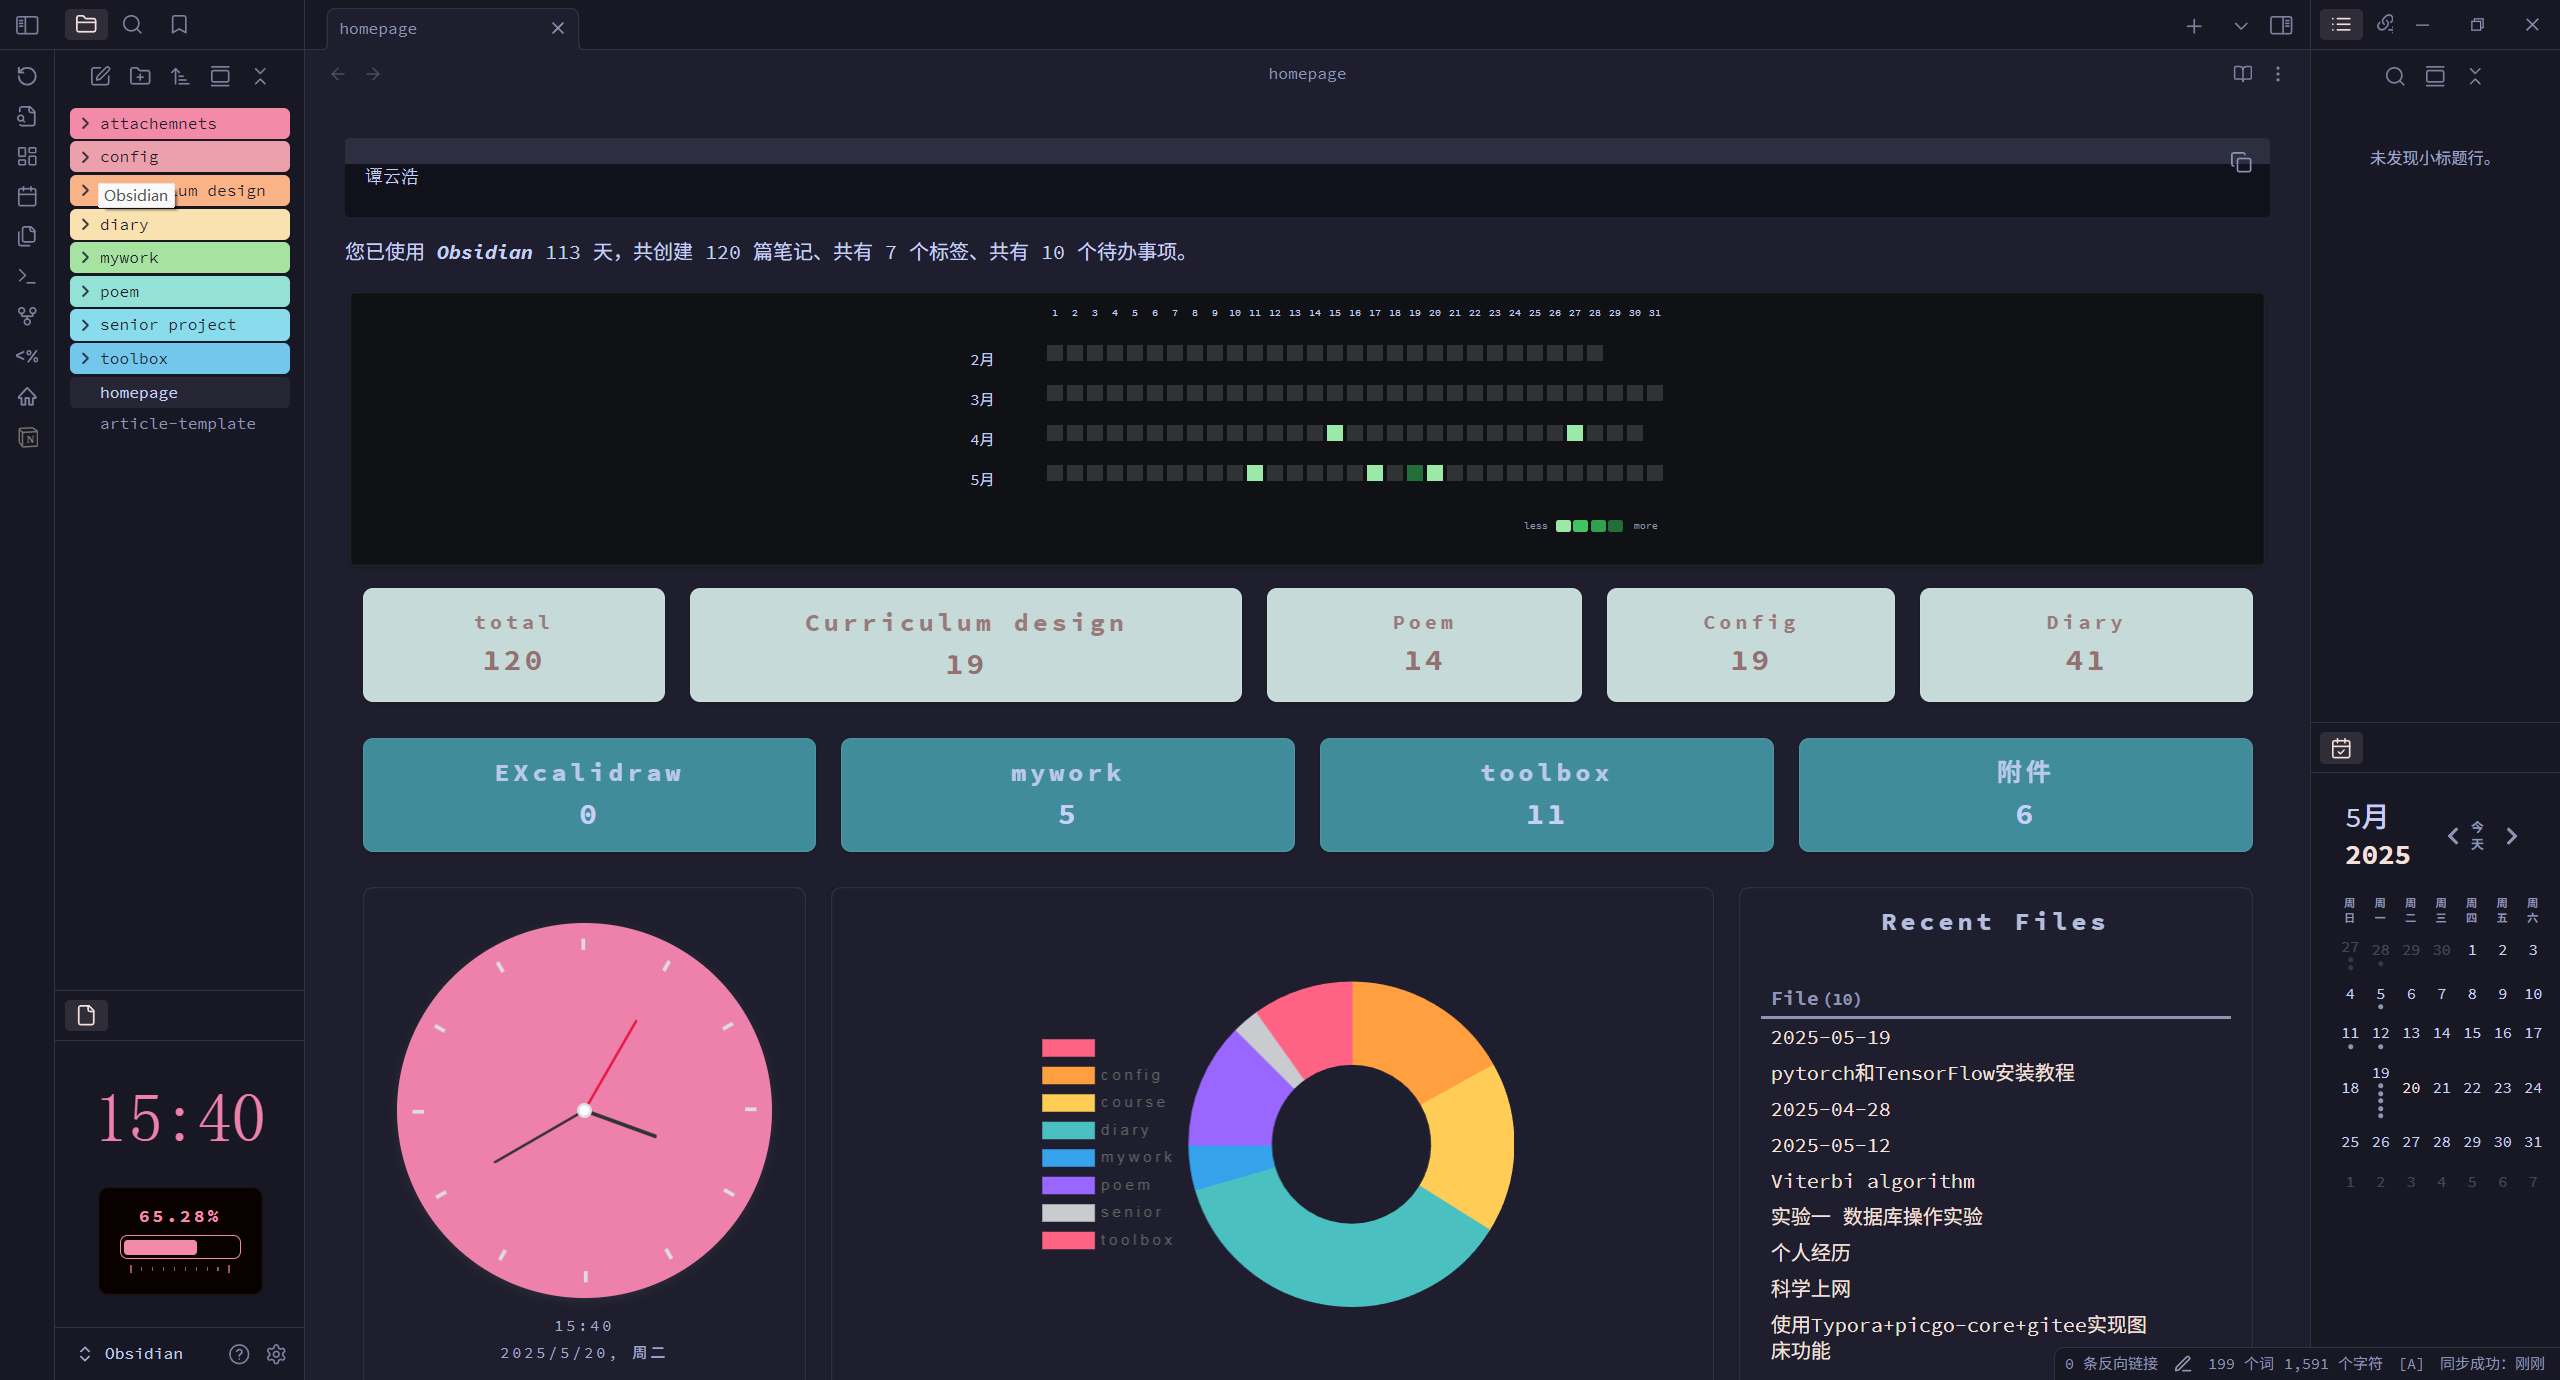 homepage
homepage
attachemnets
config
um design
Obsidian
diary
mywork
poem
senior project
toolbox
homepage
article-template
<%
N
15:40
65.28%
Obsidian
谭云浩
您已使用 Obsidian 113 天，共创建 120 篇笔记、共有 7 个标签、共有 10 个待办事项。
1 2 3 4 5 6 7 8 9 10 11 12 13 14 15 16 17 18 19 20 21 22 23 24 25 26 27 28 29 30 31
2月
3月
4月
5月
less more
total
120
Curriculum design
19
Poem
14
Config
19
Diary
41
EXcalidraw
0
mywork
5
toolbox
11
附件
6
15:40
2025/5/20, 周二
config
course
diary
mywork
poem
senior
toolbox
Recent Files
File(10)
2025-05-19
pytorch和TensorFlow安装教程
2025-04-28
2025-05-12
Viterbi algorithm
实验一 数据库操作实验
个人经历
科学上网
使用Typora+picgo-core+gitee实现图
床功能
未发现小标题行。
5月
2025
今天
周日 周一 周二 周三 周四 周五 周六
27 28 29 30 1 2 3
4 5 6 7 8 9 10
11 12 13 14 15 16 17
18 19 20 21 22 23 24
25 26 27 28 29 30 31
1 2 3 4 5 6 7
0 条反向链接 199 个词 1,591 个字符 [A] 同步成功：刚刚